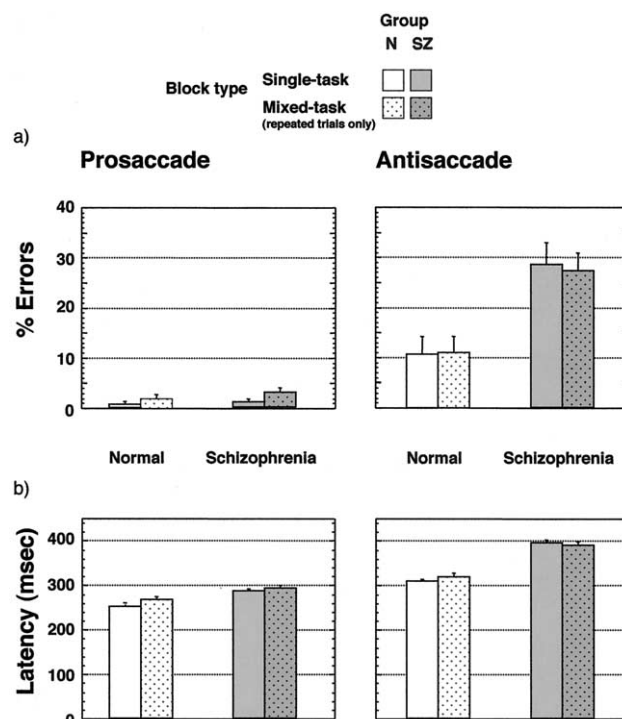 Group
N SZ
Block type Single-task
Mixed-task
(repeated trials only)
a)
Prosaccade Antisaccade
% Errors
40
30
20
10
0
Normal Schizophrenia Normal Schizophrenia
b)
Latency (msec)
400
300
200
100
0